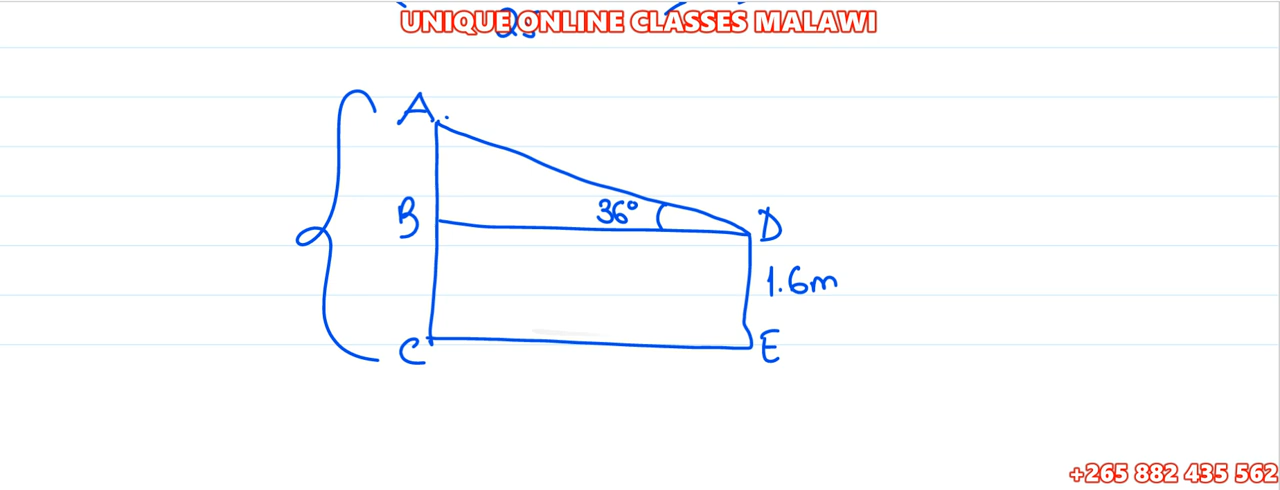 UNIQUE ONLINE CLASSES MALAWI
A
B
36°
D
1.6m
C
E
+265 882 435 562